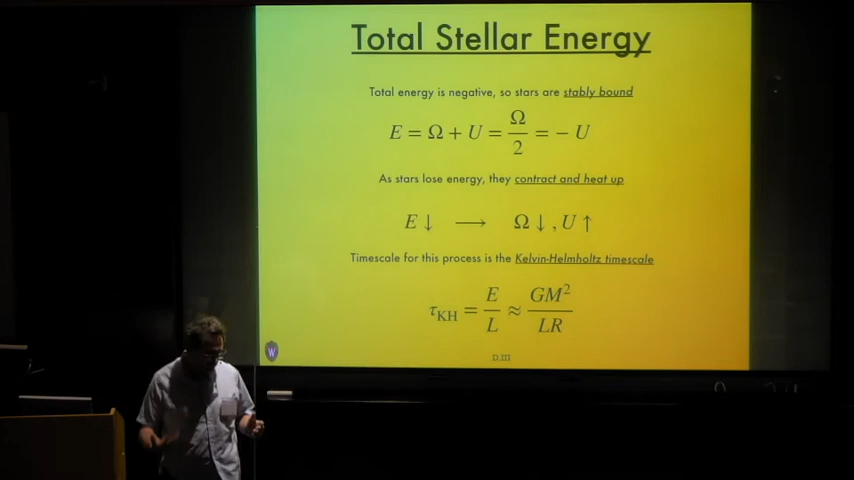 Total Stellar Energy
Total energy is negative, so stars are stably bound
E = Ω + U = Ω/2 = − U
As stars lose energy, they contract and heat up
E ↓ ⟶ Ω ↓ , U ↑
Timescale for this process is the Kelvin-Helmholtz timescale
τ_KH = E/L ≈ GM²/LR
W